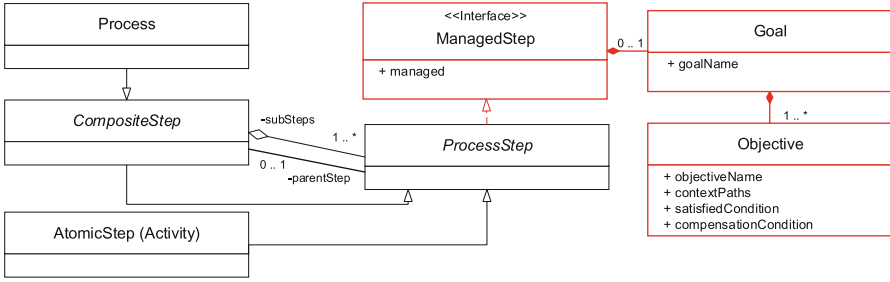 Process
<<Interface>>
ManagedStep
+ managed
0 .. 1
Goal
+ goalName
CompositeStep
-subSteps
1 .. *
0 .. 1
-parentStep
ProcessStep
1 .. *
Objective
+ objectiveName
+ contextPaths
+ satisfiedCondition
+ compensationCondition
AtomicStep (Activity)